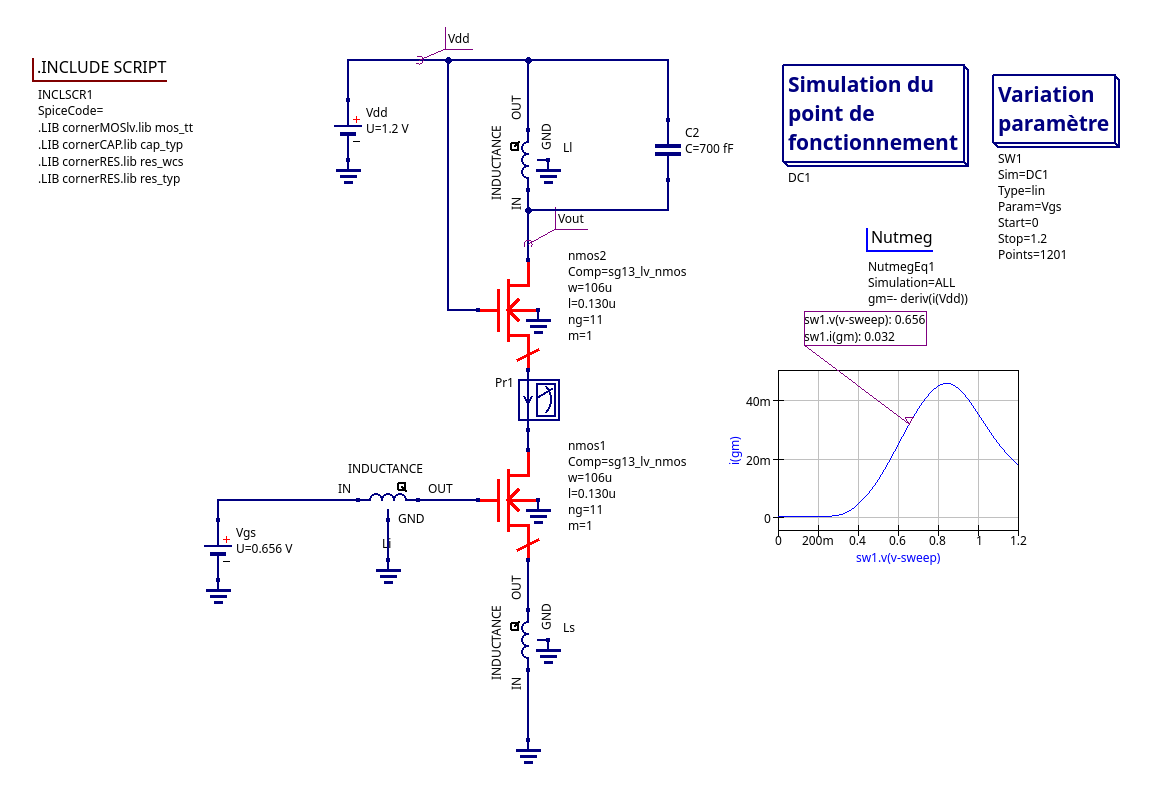 .INCLUDE SCRIPT
INCLSCR1
SpiceCode=
.LIB cornerMOSlv.lib mos_tt
.LIB cornerCAP.lib cap_typ
.LIB cornerRES.lib res_wcs
.LIB cornerRES.lib res_typ
Vdd
Vdd
U=1.2 V
+
−
OUT
GND
INDUCTANCE
Ll
IN
C2
C=700 fF
Vout
nmos2
Comp=sg13_lv_nmos
w=106u
l=0.130u
ng=11
m=1
Pr1
nmos1
Comp=sg13_lv_nmos
w=106u
l=0.130u
ng=11
m=1
INDUCTANCE
IN
OUT
GND
Li
Vgs
U=0.656 V
+
−
OUT
GND
INDUCTANCE
Ls
IN
Simulation du
point de
fonctionnement
DC1
Variation
paramètre
SW1
Sim=DC1
Type=lin
Param=Vgs
Start=0
Stop=1.2
Points=1201
Nutmeg
NutmegEq1
Simulation=ALL
gm=- deriv(i(Vdd))
sw1.v(v-sweep): 0.656
sw1.i(gm): 0.032
40m
20m
0
i(gm)
0 200m 0.4 0.6 0.8 1 1.2
sw1.v(v-sweep)